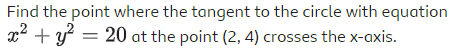 Find the point where the tangent to the circle with equation
x² + y² = 20 at the point (2, 4) crosses the x-axis.